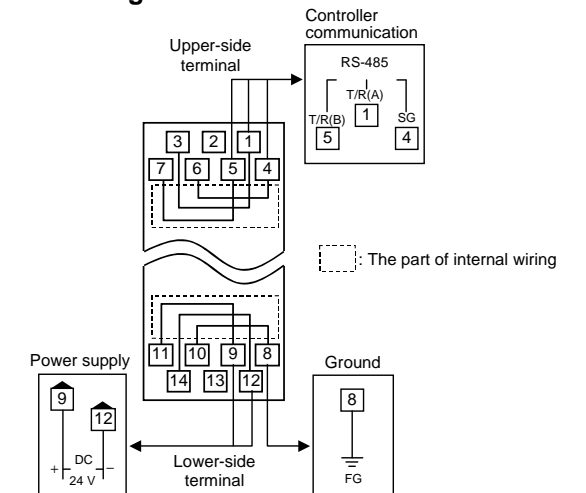 Controller
communication
Upper-side
terminal
RS-485
T/R(A)
T/R(B)
1
SG
5
4
3
2
1
7
6
5
4
: The part of internal wiring
11
10
9
8
14
13
12
Power supply
9
12
DC
+
–
24 V
Lower-side
terminal
Ground
8
FG